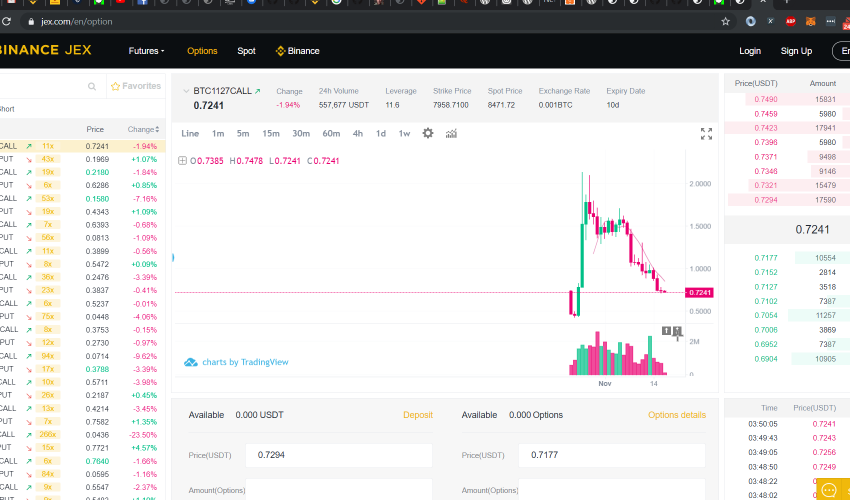 jex.com/en/option
BINANCE JEX
Futures
Options
Spot
Binance
Login
Sign Up
Favorites
Short
Price
Change
CALL 11x 0.7241 -1.94%
PUT 43x 0.1969 +1.07%
CALL 19x 0.2180 -1.84%
PUT 6x 0.6286 +0.85%
CALL 53x 0.1580 -7.16%
PUT 19x 0.4343 +1.09%
CALL 7x 0.6393 -0.68%
PUT 56x 0.0813 -1.09%
CALL 11x 0.3899 -0.56%
PUT 8x 0.5472 +0.09%
CALL 36x 0.2476 -3.39%
PUT 23x 0.3837 -0.41%
CALL 6x 0.5237 -0.01%
PUT 75x 0.0448 -4.06%
CALL 8x 0.3753 -0.15%
PUT 12x 0.2730 -0.97%
CALL 94x 0.0714 -9.62%
PUT 17x 0.3788 -3.39%
CALL 10x 0.5711 -3.98%
PUT 26x 0.2187 +0.45%
CALL 13x 0.4214 -3.45%
PUT 7x 0.7582 +1.35%
CALL 266x 0.0436 -23.50%
PUT 15x 0.7721 +4.57%
CALL 6x 0.7640 -1.66%
PUT 84x 0.0595 -1.16%
CALL 9x 0.5547 -2.37%
BTC1127CALL
0.7241
Change
-1.94%
24h Volume
557,677 USDT
Leverage
11.6
Strike Price
7958.7100
Spot Price
8471.72
Exchange Rate
0.001BTC
Expiry Date
10d
Line 1m 5m 15m 30m 60m 4h 1d 1w
O0.7385 H0.7478 L0.7241 C0.7241
2.0000
1.5000
1.0000
0.7241
0.5000
2M
0
charts by TradingView
Nov 14
Available 0.000 USDT
Deposit
Price(USDT) 0.7294
Amount(Options)
Available 0.000 Options
Options details
Price(USDT) 0.7177
Amount(Options)
Price(USDT) Amount
0.7490 15831
0.7459 5980
0.7423 17941
0.7396 5980
0.7371 9498
0.7346 9146
0.7321 15479
0.7294 17590
0.7241
0.7177 10554
0.7152 2814
0.7127 3518
0.7102 7387
0.7054 11257
0.7006 3869
0.6952 7387
0.6904 10905
Time Price(USDT)
03:50:05 0.7241
03:49:43 0.7243
03:49:05 0.7256
03:48:50 0.7249
03:48:22
03:48:22